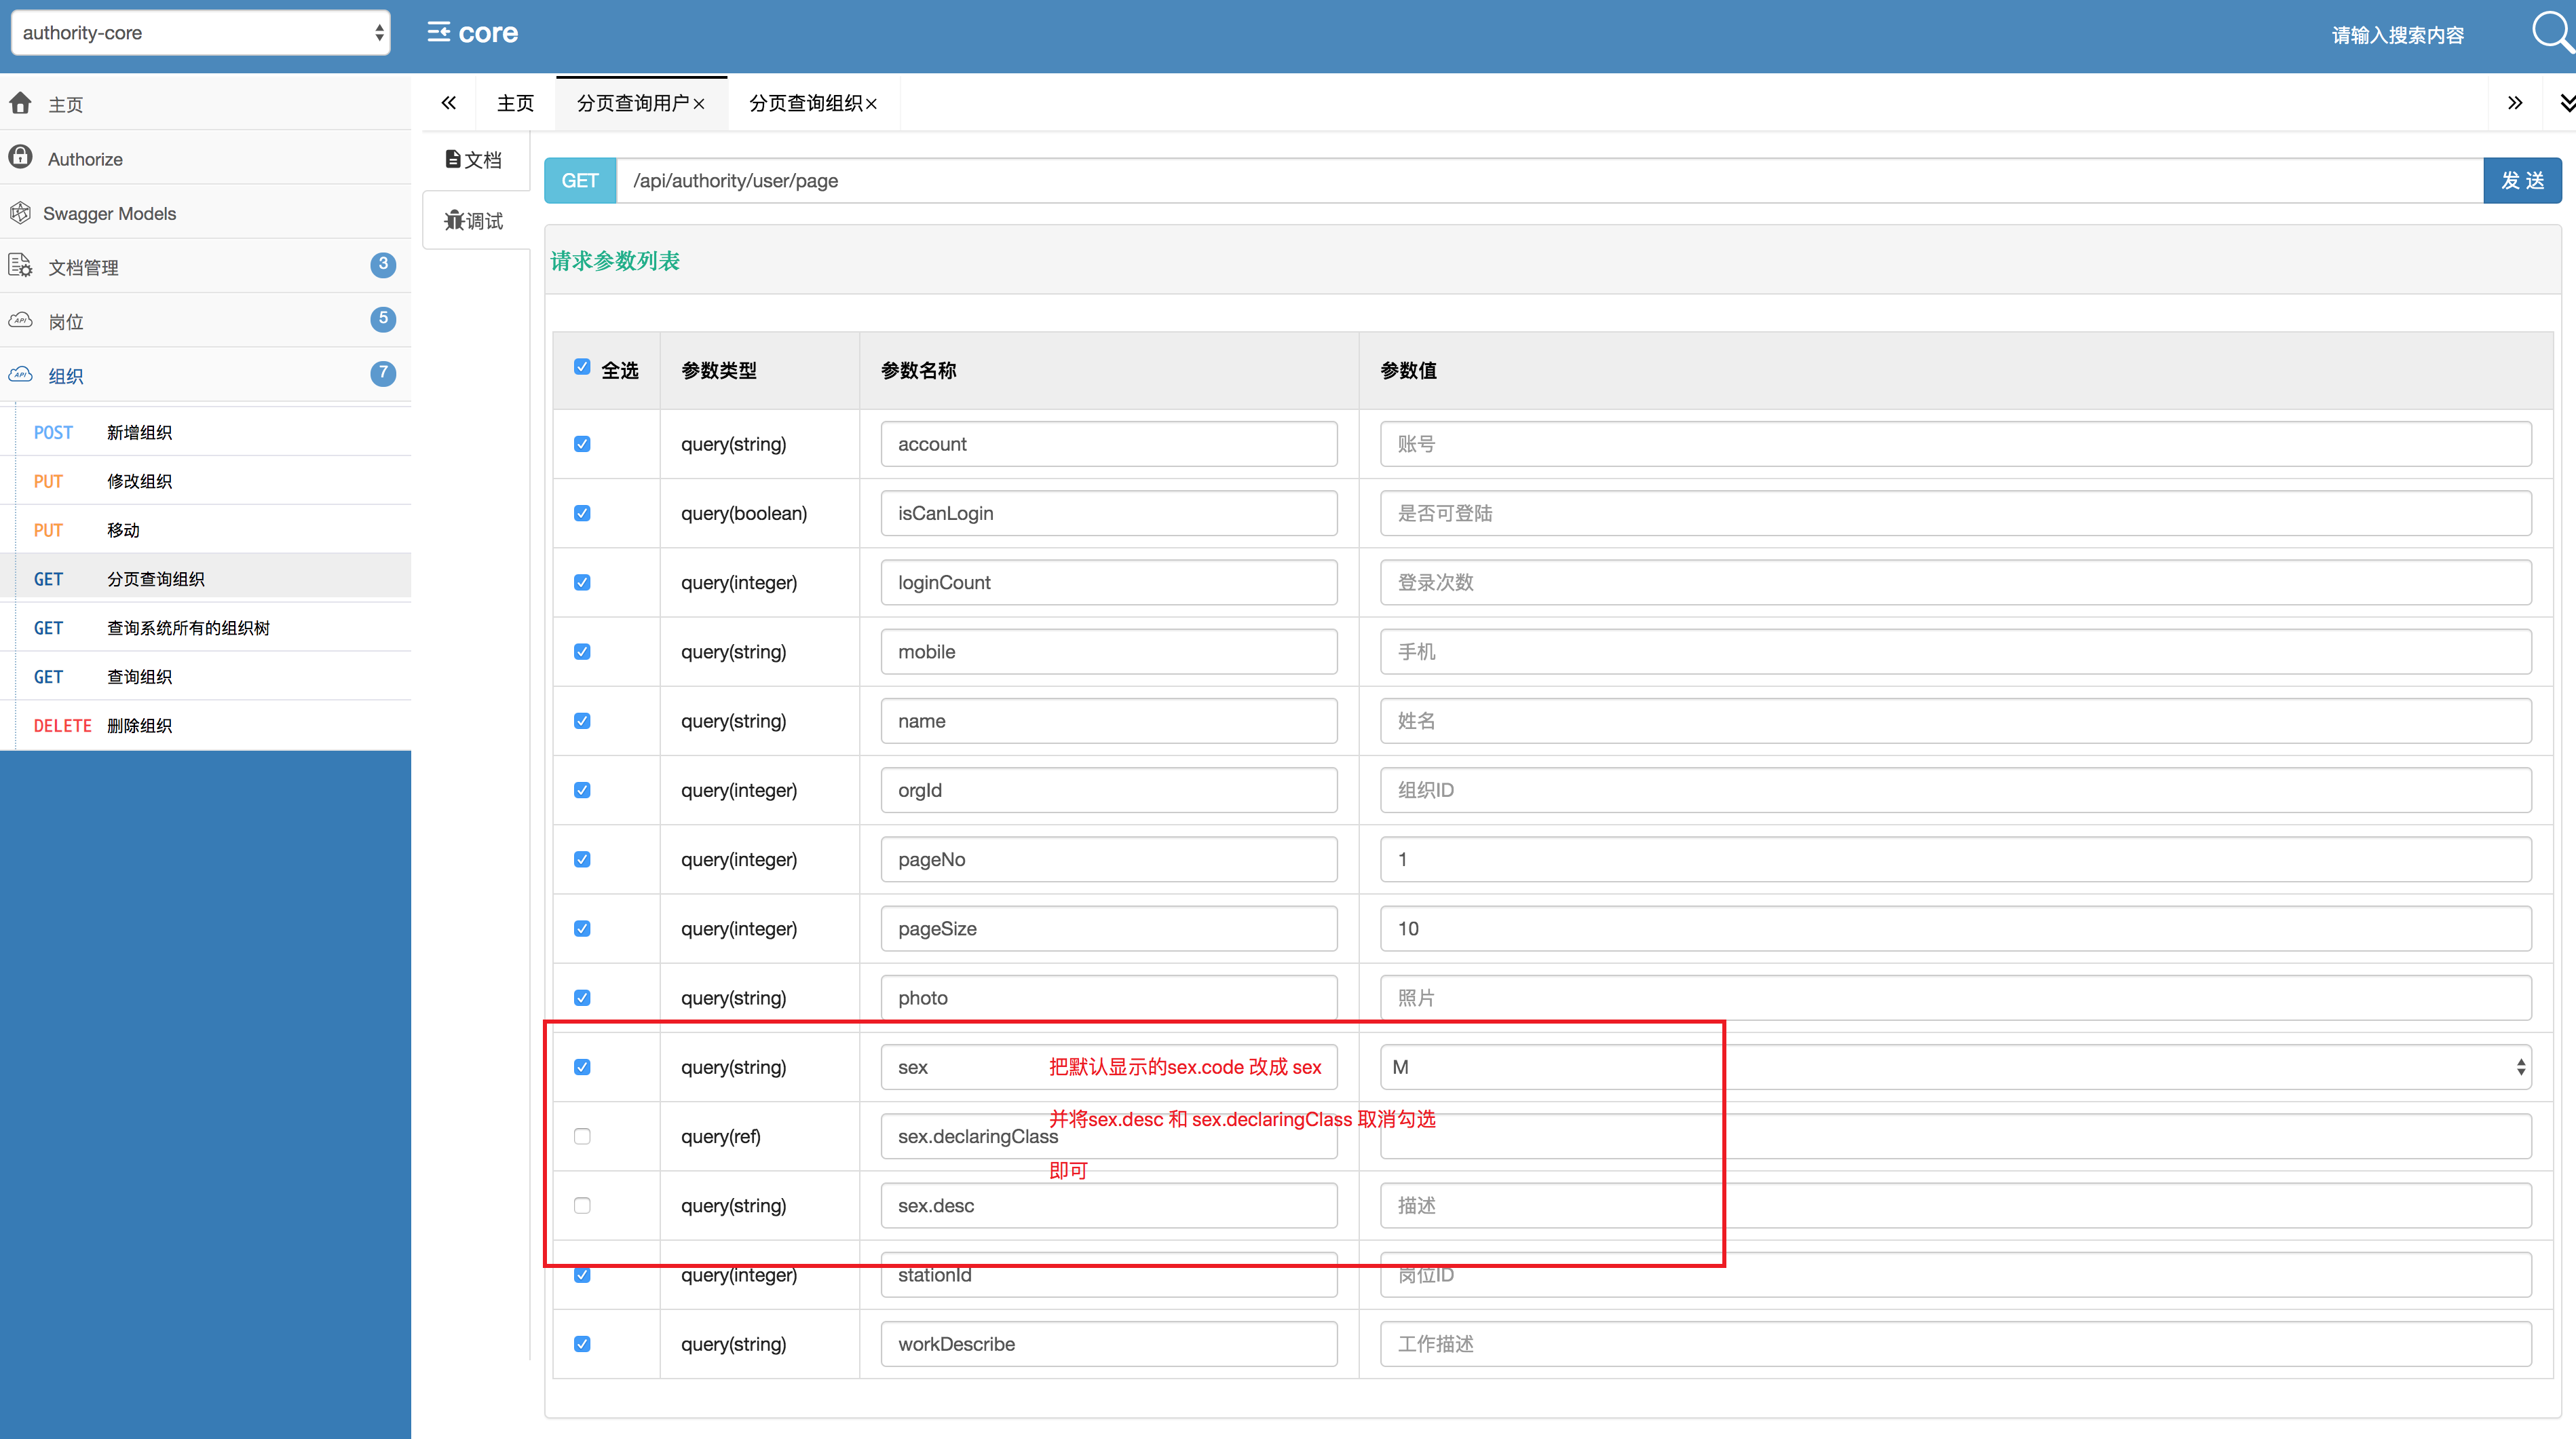 authority-core
core
请输入搜索内容
主页
Authorize
Swagger Models
文档管理 3
岗位 5
组织 7
POST 新增组织
PUT 修改组织
PUT 移动
GET 分页查询组织
GET 查询系统所有的组织树
GET 查询组织
DELETE 删除组织
主页 分页查询用户× 分页查询组织×
文档
调试
GET /api/authority/user/page 发 送
请求参数列表
全选 参数类型 参数名称 参数值
query(string) account 账号
query(boolean) isCanLogin 是否可登陆
query(integer) loginCount 登录次数
query(string) mobile 手机
query(string) name 姓名
query(integer) orgId 组织ID
query(integer) pageNo 1
query(integer) pageSize 10
query(string) photo 照片
query(string) sex 把默认显示的sex.code 改成 sex M
并将sex.desc 和 sex.declaringClass 取消勾选
query(ref) sex.declaringClass
即可
query(string) sex.desc 描述
query(integer) stationId 岗位ID
query(string) workDescribe 工作描述